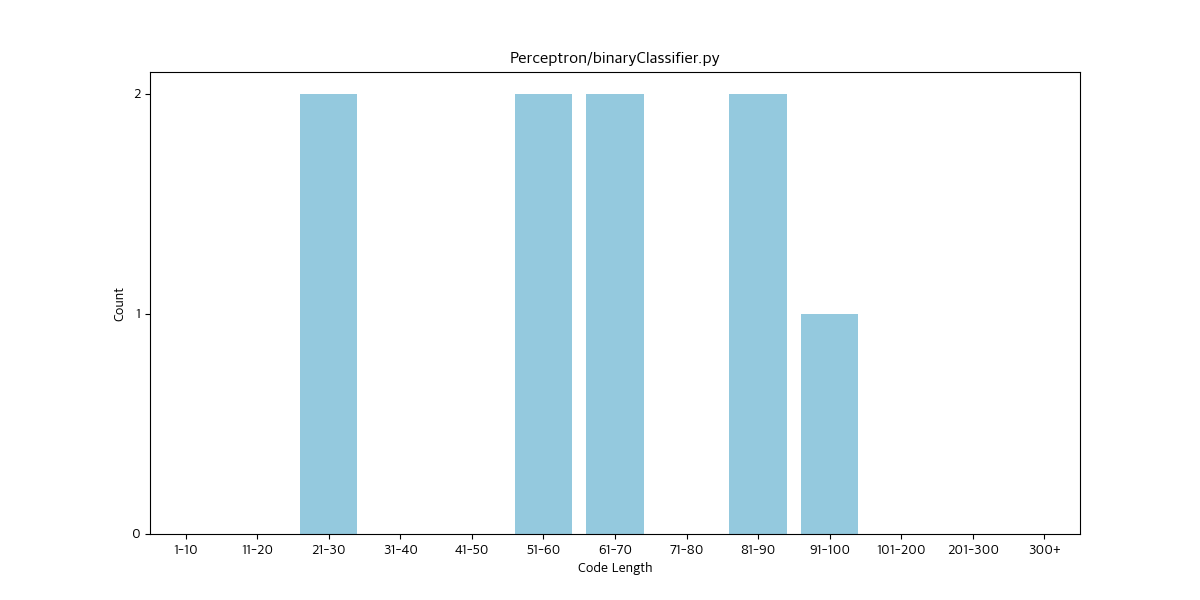 Perceptron/binaryClassifier.py
2
1
0
Count
1-10 11-20 21-30 31-40 41-50 51-60 61-70 71-80 81-90 91-100 101-200 201-300 300+
Code Length